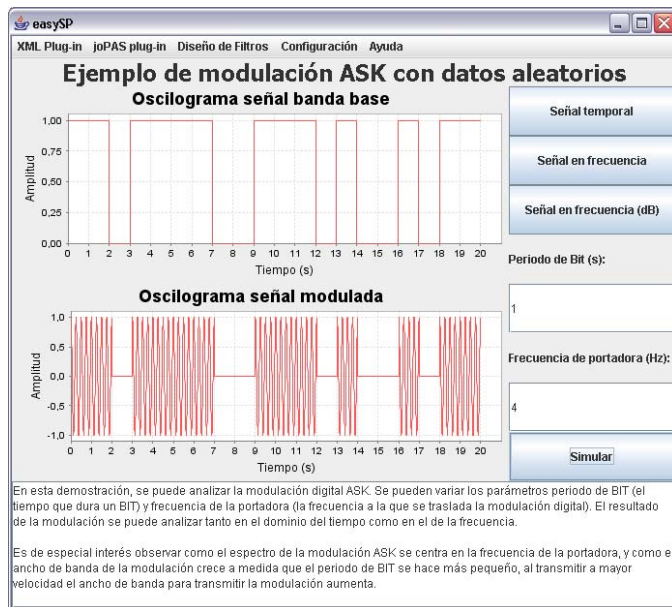 easySP
XML Plug-in joPAS plug-in Diseño de Filtros Configuración Ayuda
Ejemplo de modulación ASK con datos aleatorios
Oscilograma señal banda base
Amplitud
1,00
0,75
0,50
0,25
0,00
0 1 2 3 4 5 6 7 8 9 10 11 12 13 14 15 16 17 18 19 20
Tiempo (s)
Oscilograma señal modulada
Amplitud
1,0
0,5
0,0
-0,5
-1,0
0 1 2 3 4 5 6 7 8 9 10 11 12 13 14 15 16 17 18 19 20
Tiempo (s)
Señal temporal
Señal en frecuencia
Señal en frecuencia (dB)
Periodo de Bit (s):
1
Frecuencia de portadora (Hz):
4
Simular
En esta demostración, se puede analizar la modulación digital ASK. Se pueden variar los parámetros periodo de BIT (el
tiempo que dura un BIT) y frecuencia de la portadora (la frecuencia a la que se traslada la modulación digital). El resultado
de la modulación se puede analizar tanto en el dominio del tiempo como en el de la frecuencia.
Es de especial interés observar como el espectro de la modulación ASK se centra en la frecuencia de la portadora, y como e
ancho de banda de la modulación crece a medida que el periodo de BIT se hace más pequeño, al transmitir a mayor
velocidad el ancho de banda para transmitir la modulación aumenta.